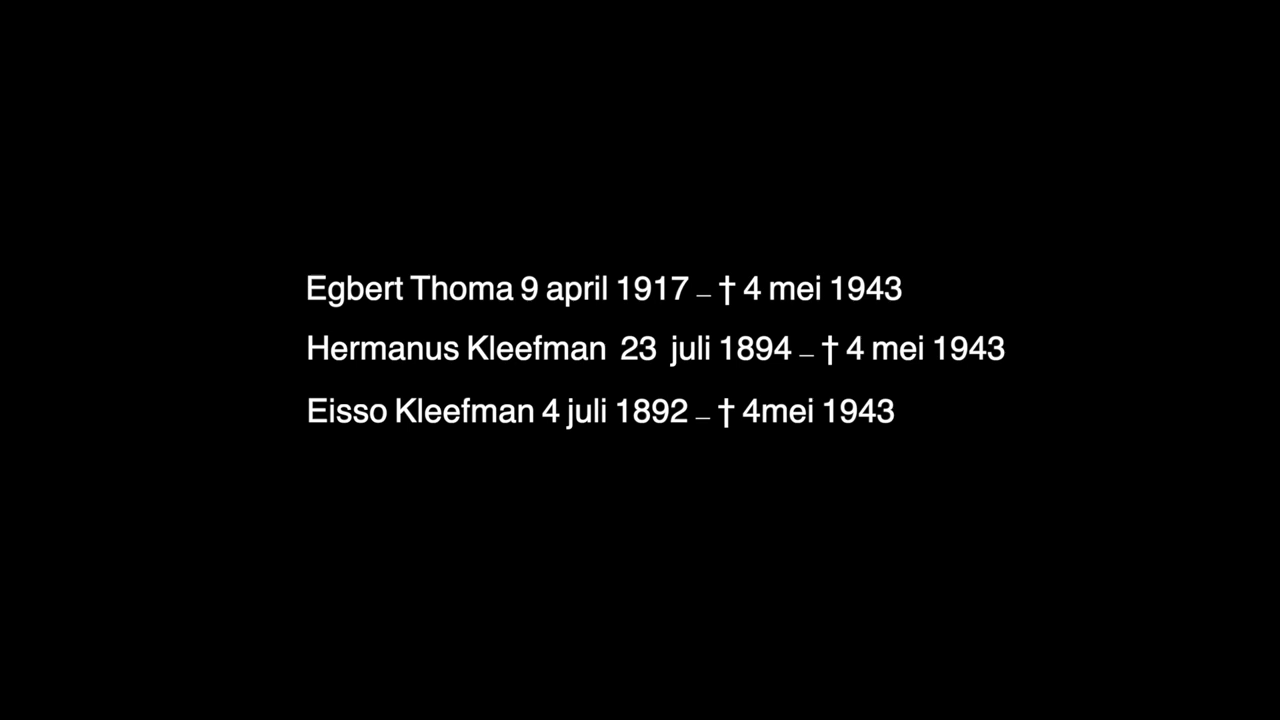 Egbert Thoma 9 april 1917 – † 4 mei 1943
Hermanus Kleefman 23 juli 1894 – † 4 mei 1943
Eisso Kleefman 4 juli 1892 – † 4mei 1943